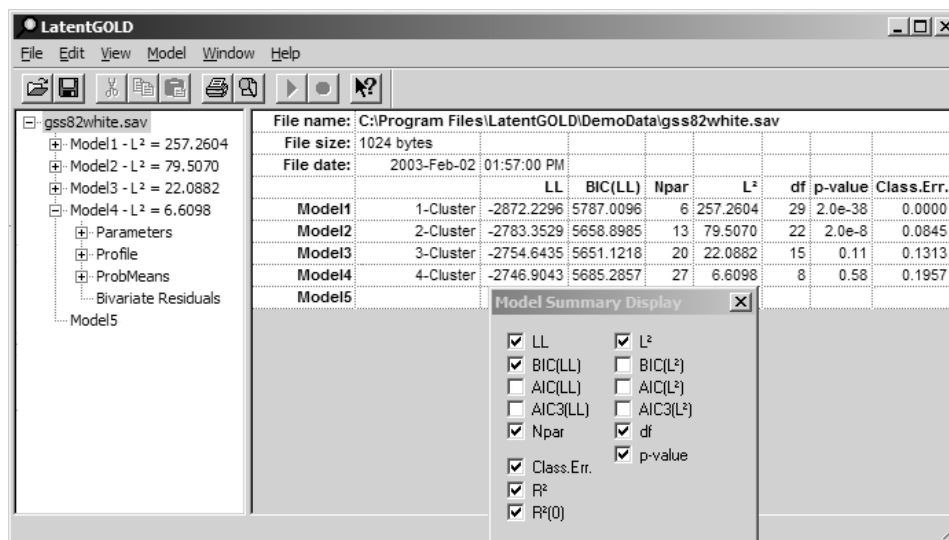 LatentGOLD
File Edit View Model Window Help
gss82white.sav
Model1 - L² = 257.2604
Model2 - L² = 79.5070
Model3 - L² = 22.0882
Model4 - L² = 6.6098
Parameters
Profile
ProbMeans
Bivariate Residuals
Model5
File name: C:\Program Files\LatentGOLD\DemoData\gss82white.sav
File size: 1024 bytes
File date: 2003-Feb-02 01:57:00 PM
LL BIC(LL) Npar L² df p-value Class.Err.
Model1 1-Cluster -2872.2296 5787.0096 6 257.2604 29 2.0e-38 0.0000
Model2 2-Cluster -2783.3529 5658.8985 13 79.5070 22 2.0e-8 0.0845
Model3 3-Cluster -2754.6435 5651.1218 20 22.0882 15 0.11 0.1313
Model4 4-Cluster -2746.9043 5685.2857 27 6.6098 8 0.58 0.1957
Model5
Model Summary Display
LL L²
BIC(LL) BIC(L²)
AIC(LL) AIC(L²)
AIC3(LL) AIC3(L²)
Npar df
p-value
Class.Err.
R²
R²(0)